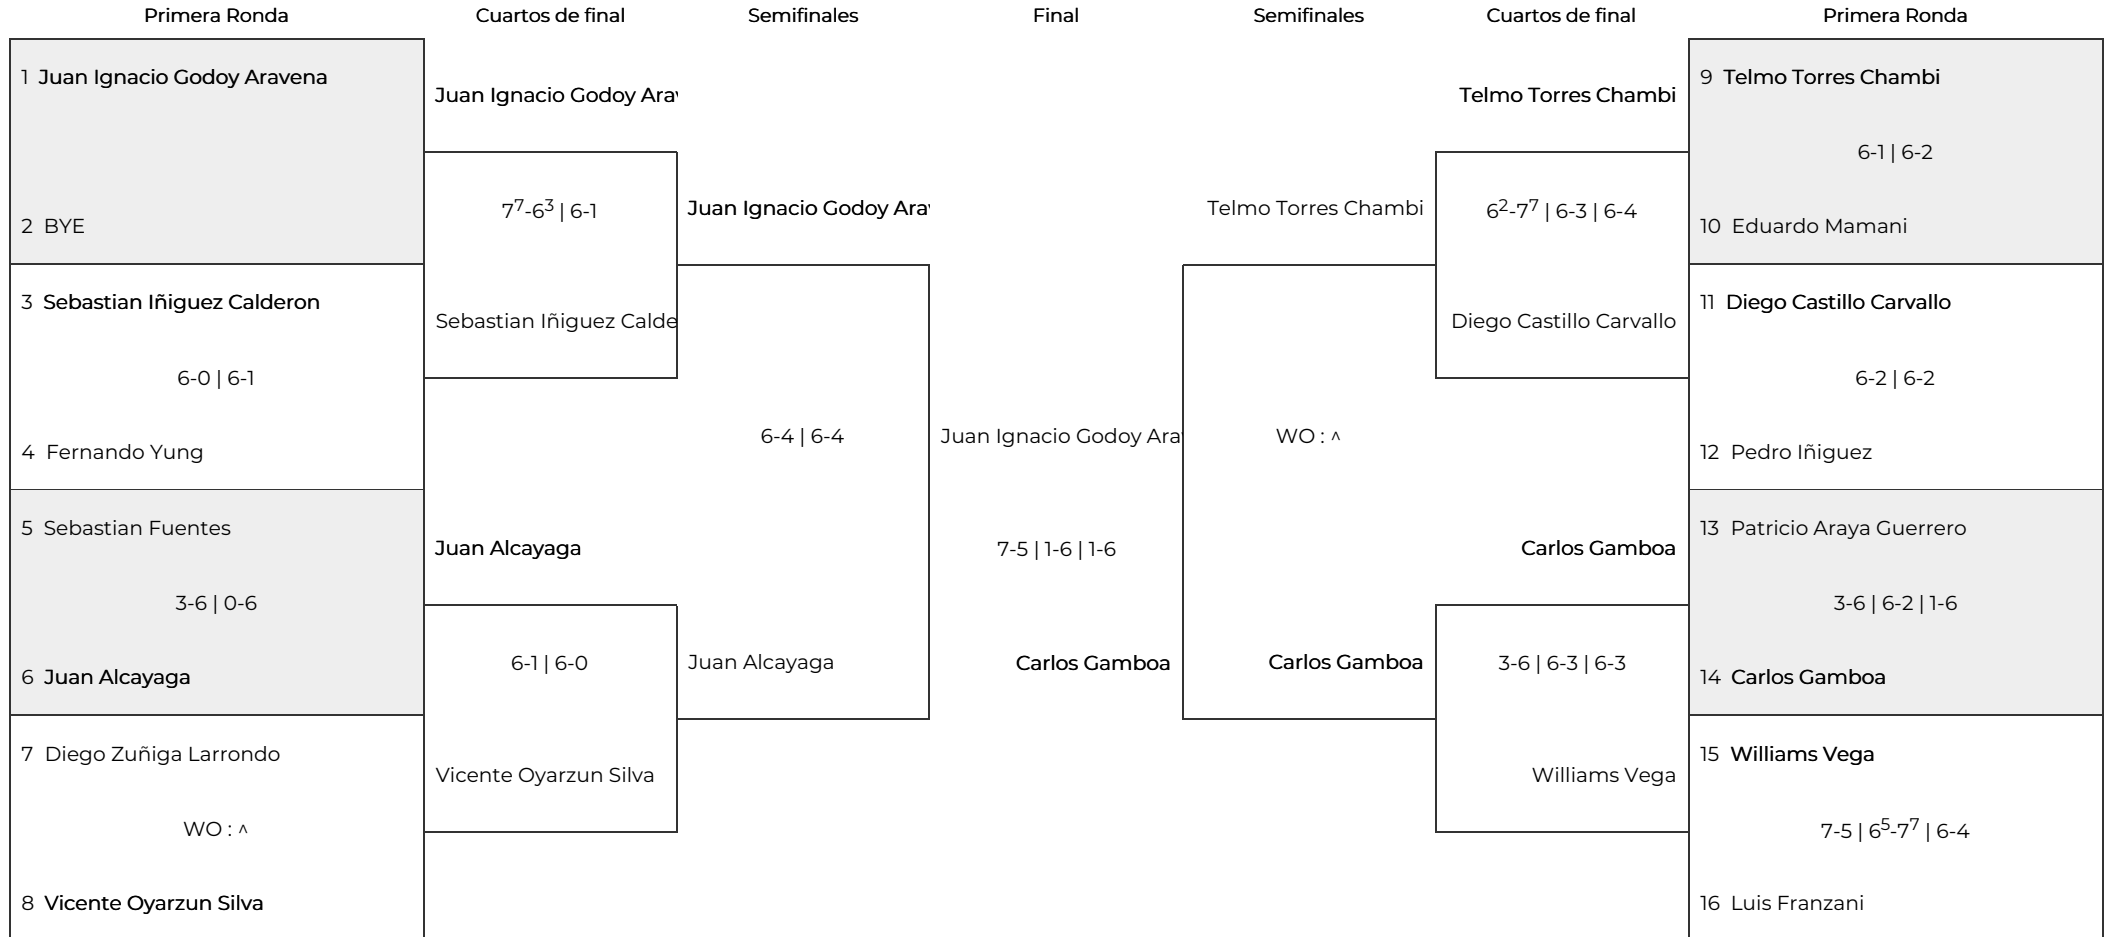 Primera Ronda Cuartos de final Semifinales Final Semifinales Cuartos de final Primera Ronda
1 Juan Ignacio Godoy Aravena
2 BYE
3 Sebastian Iñiguez Calderon
6-0 | 6-1
4 Fernando Yung
5 Sebastian Fuentes
3-6 | 0-6
6 Juan Alcayaga
7 Diego Zuñiga Larrondo
WO : ^
8 Vicente Oyarzun Silva
Juan Ignacio Godoy Ara
7⁷-6³ | 6-1
Sebastian Iñiguez Calde
Juan Alcayaga
6-1 | 6-0
Vicente Oyarzun Silva
Juan Ignacio Godoy Ara
6-4 | 6-4
Juan Alcayaga
Juan Ignacio Godoy Ara
7-5 | 1-6 | 1-6
Carlos Gamboa
Telmo Torres Chambi
WO : ^
Carlos Gamboa
Telmo Torres Chambi
6²-7⁷ | 6-3 | 6-4
Diego Castillo Carvallo
Carlos Gamboa
3-6 | 6-3 | 6-3
Williams Vega
9 Telmo Torres Chambi
6-1 | 6-2
10 Eduardo Mamani
11 Diego Castillo Carvallo
6-2 | 6-2
12 Pedro Iñiguez
13 Patricio Araya Guerrero
3-6 | 6-2 | 1-6
14 Carlos Gamboa
15 Williams Vega
7-5 | 6⁵-7⁷ | 6-4
16 Luis Franzani